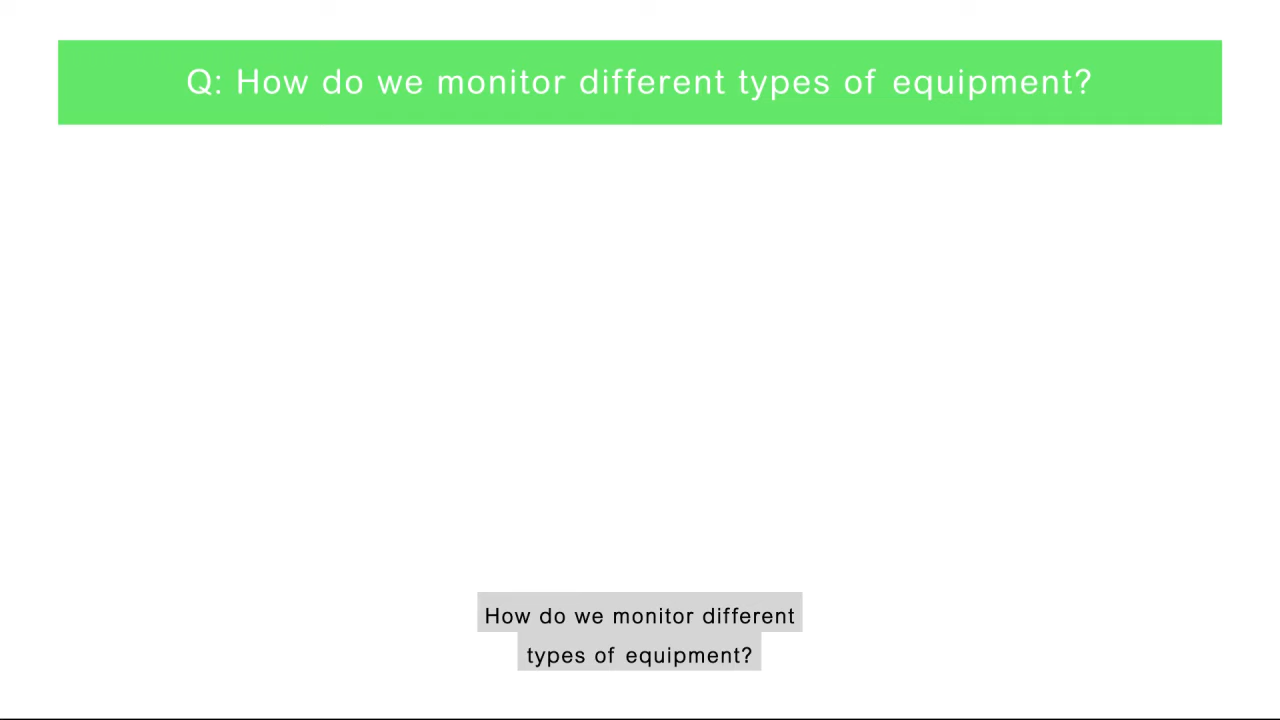 Q: How do we monitor different types of equipment?
How do we monitor different
types of equipment?